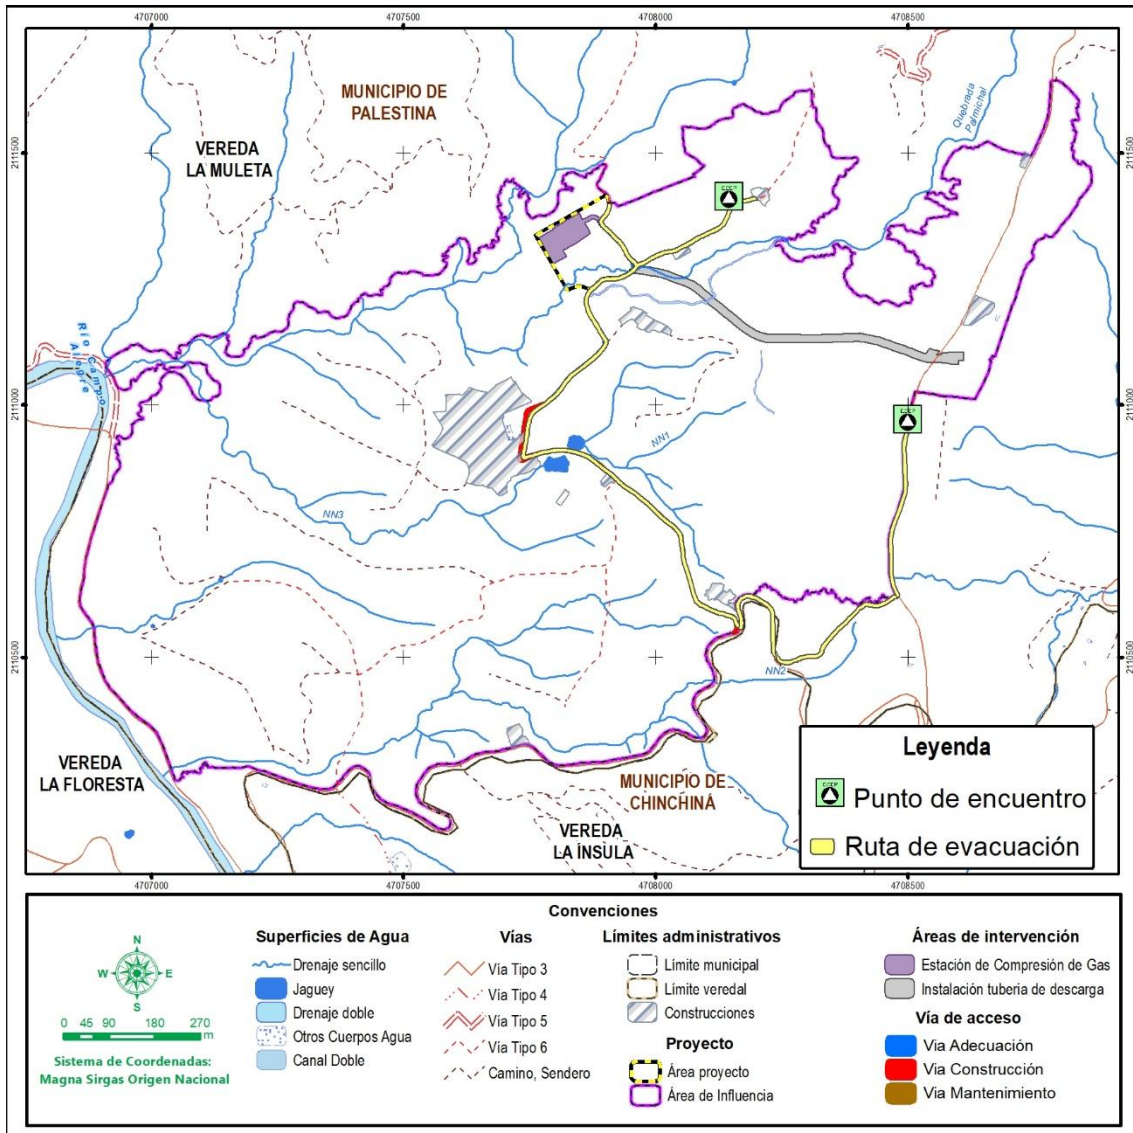 4707000
4707500
4708000
4708500
2111500
2111000
2110500
2111500
2111000
2110500
MUNICIPIO DE
PALESTINA
VEREDA
LA MULETA
Quebrada
Palmichal
Río Campo
Alegre
NN1
NN3
NN2
VEREDA
LA FLORESTA
MUNICIPIO DE
CHINCHINÁ
VEREDA
LA ÍNSULA
Leyenda
Punto de encuentro
Ruta de evacuación
4707000
4707500
4708000
4708500
Convenciones
N
W
E
S
0 45 90 180 270
m
Sistema de Coordenadas:
Magna Sirgas Origen Nacional
Superficies de Agua
Drenaje sencillo
Jaguey
Drenaje doble
Otros Cuerpos Agua
Canal Doble
Vías
Vía Tipo 3
Vía Tipo 4
Vía Tipo 5
Vía Tipo 6
Camino, Sendero
Límites administrativos
Límite municipal
Límite veredal
Construcciones
Proyecto
Área proyecto
Área de Influencia
Áreas de intervención
Estación de Compresión de Gas
Instalación tuberia de descarga
Vía de acceso
Via Adecuación
Via Construcción
Via Mantenimiento